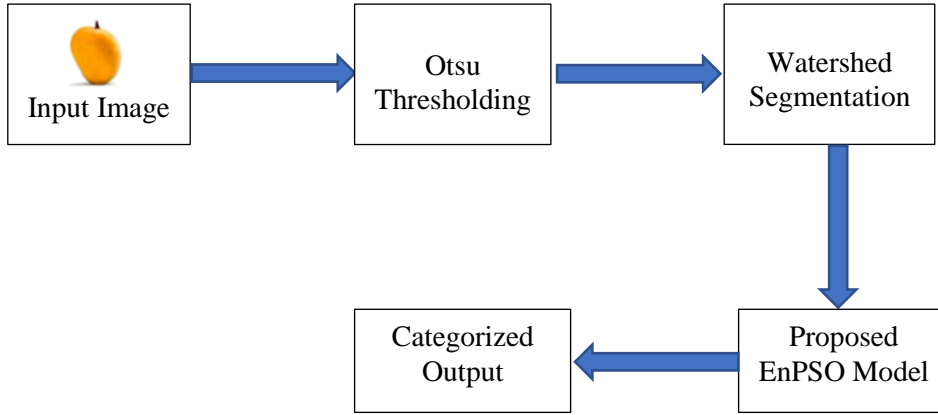 Input Image
Otsu
Thresholding
Watershed
Segmentation
Proposed
EnPSO Model
Categorized
Output